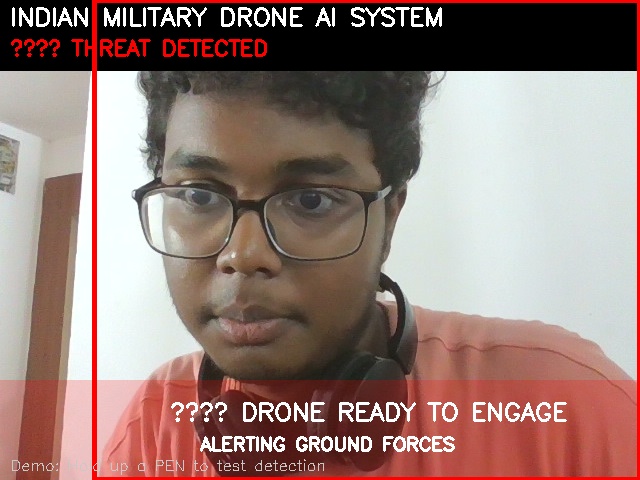 INDIAN MILITARY DRONE AI SYSTEM
???? THREAT DETECTED
???? DRONE READY TO ENGAGE
ALERTING GROUND FORCES
Demo: up a PEN to test detection